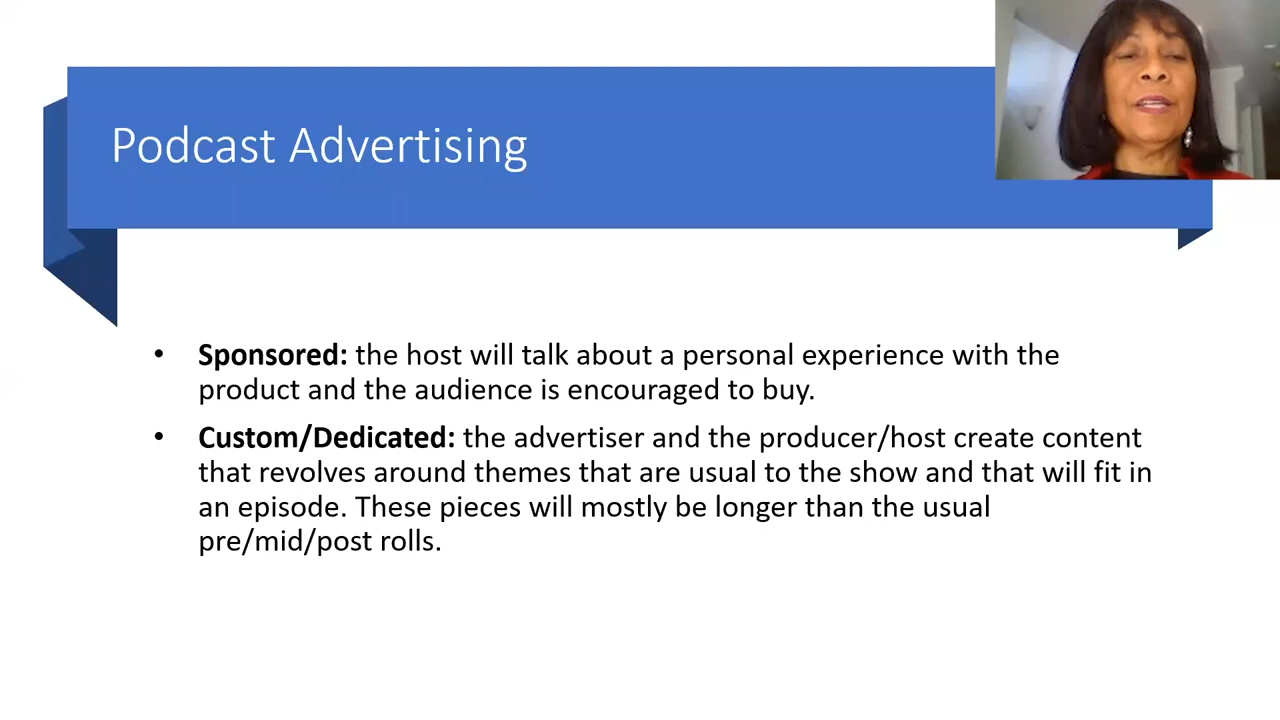 Podcast Advertising
• Sponsored: the host will talk about a personal experience with the
product and the audience is encouraged to buy.
• Custom/Dedicated: the advertiser and the producer/host create content
that revolves around themes that are usual to the show and that will fit in
an episode. These pieces will mostly be longer than the usual
pre/mid/post rolls.